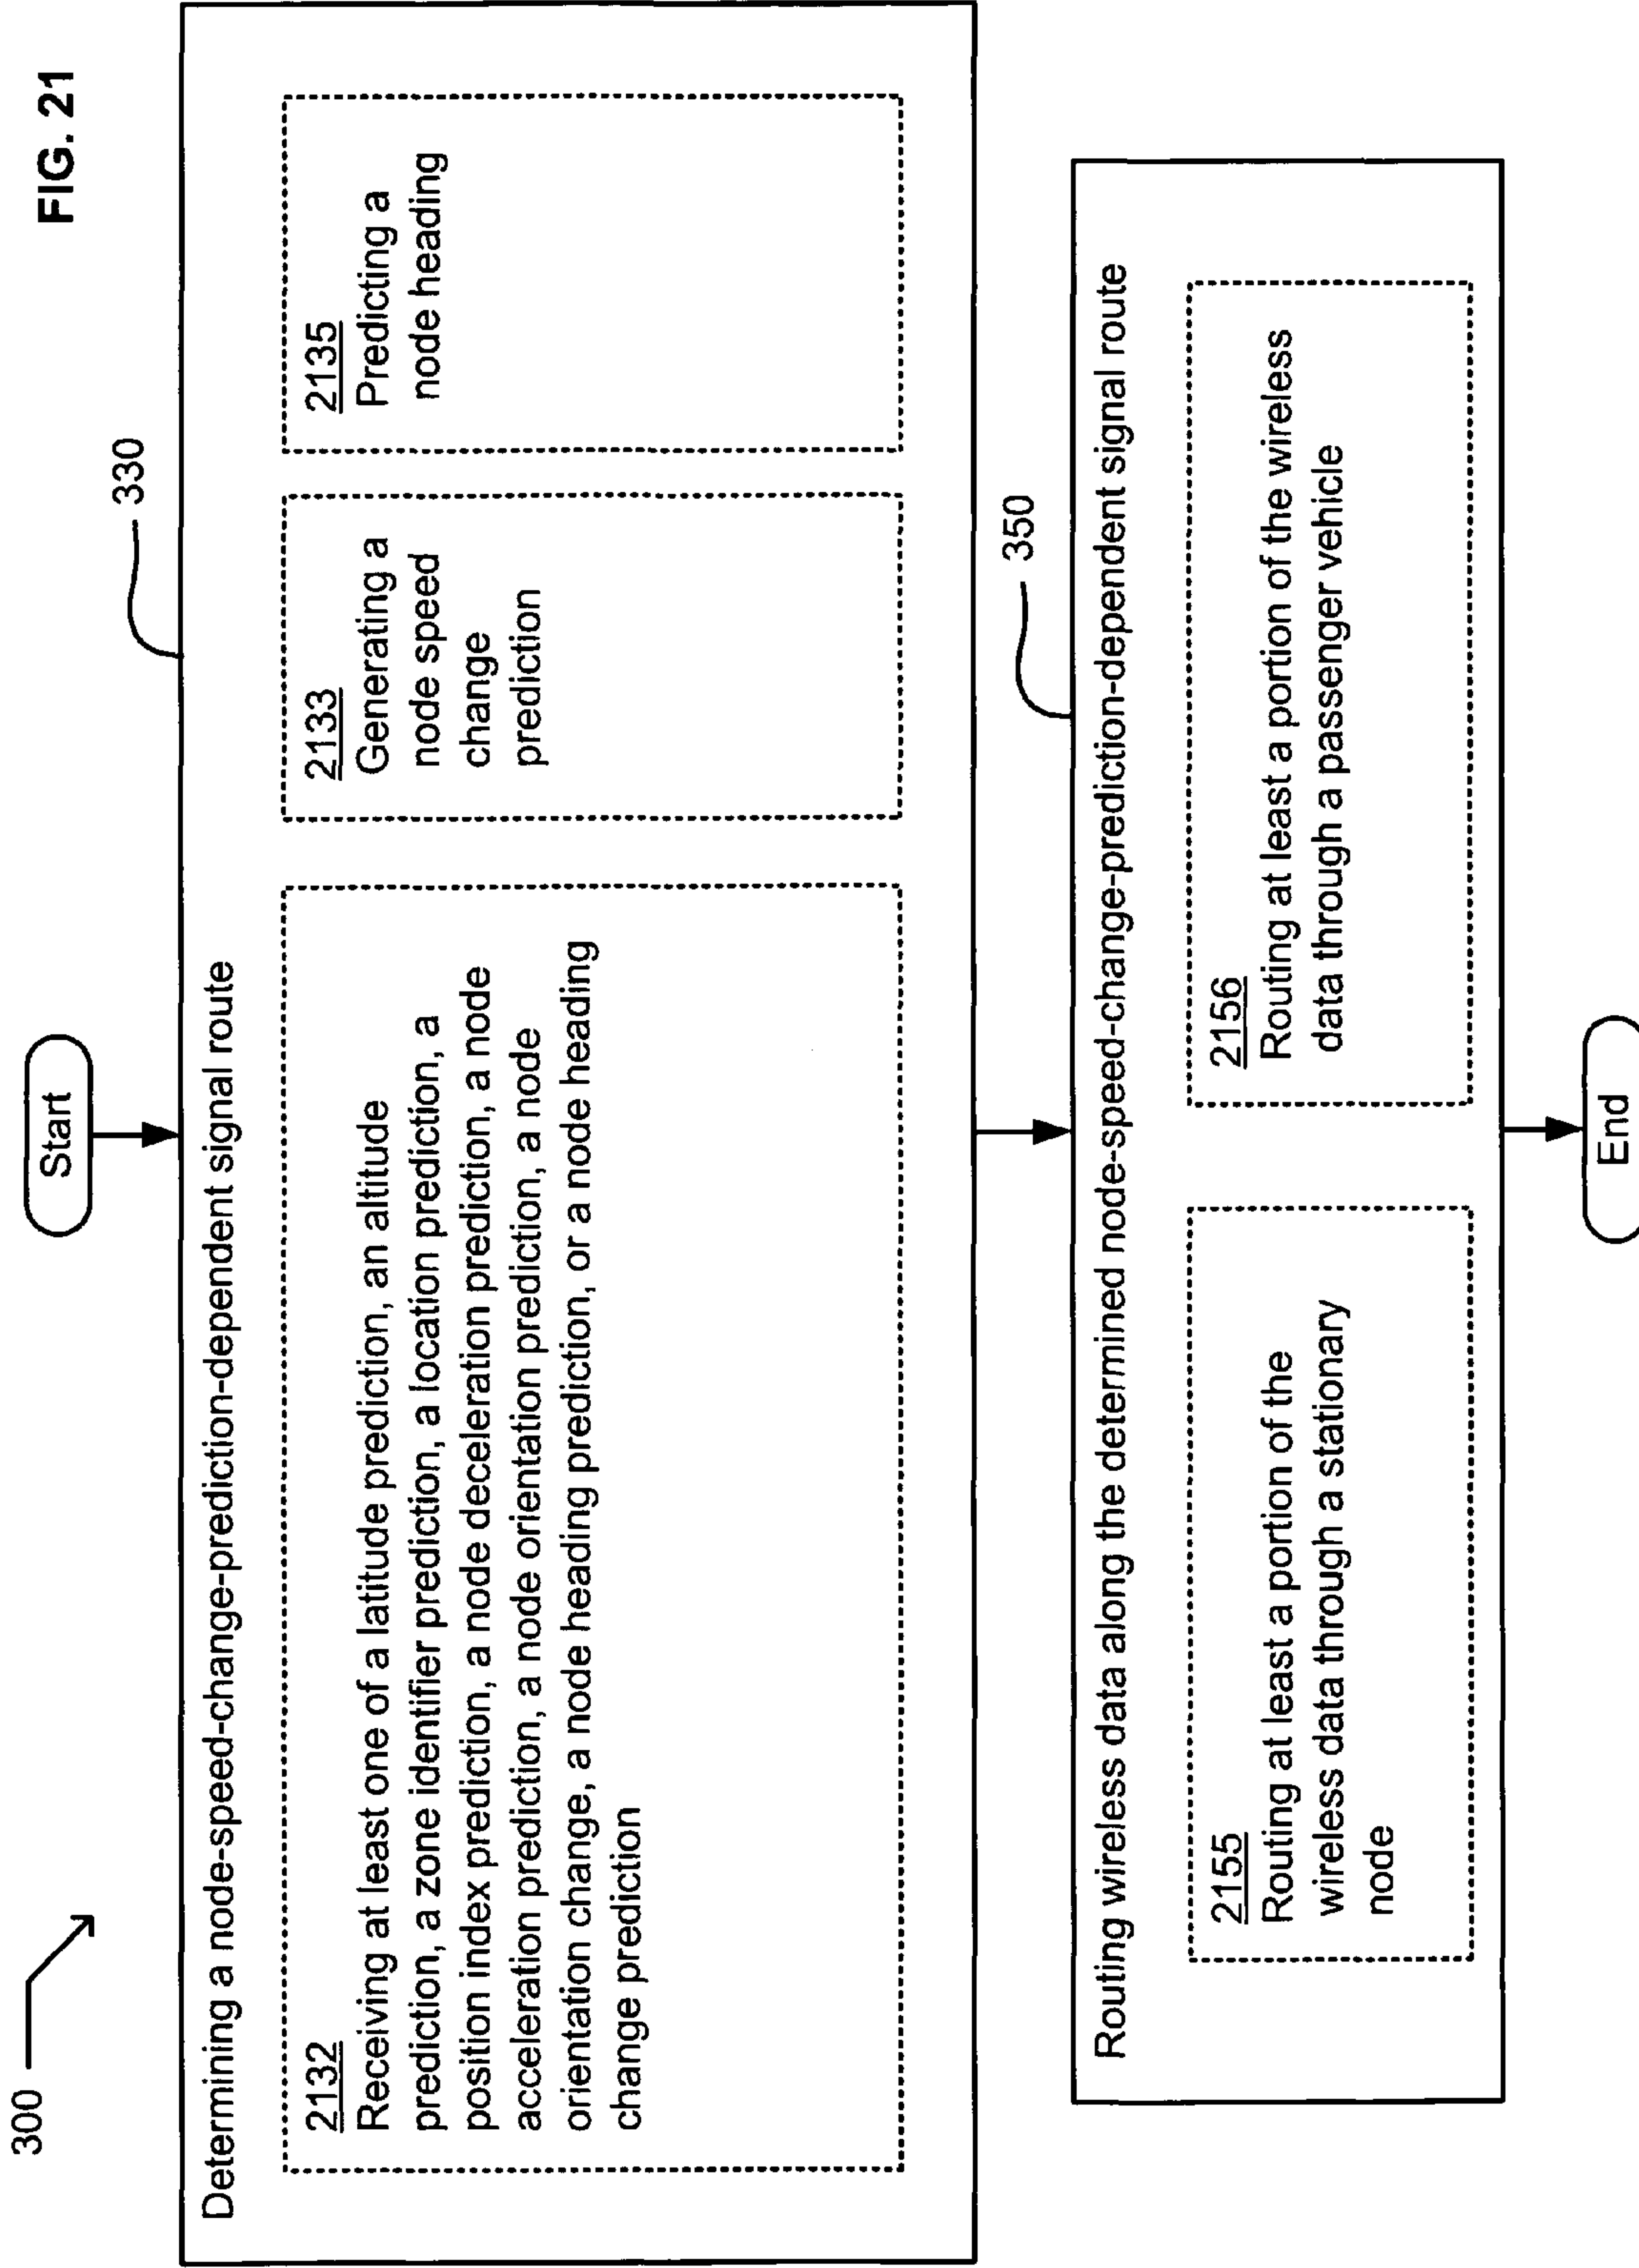 FIG. 21
300
Start
330
Determining a node-speed-change-prediction-dependent signal route
2132
Receiving at least one of a latitude prediction, an altitude
prediction, a zone identifier prediction, a location prediction, a
position index prediction, a node deceleration prediction, a node
acceleration prediction, a node orientation prediction, a node
orientation change, a node heading prediction, or a node heading
change prediction
2133
Generating a
node speed
change
prediction
2135
Predicting a
node heading
350
Routing wireless data along the determined node-speed-change-prediction-dependent signal route
2155
Routing at least a portion of the
wireless data through a stationary
node
2156
Routing at least a portion of the wireless
data through a passenger vehicle
End